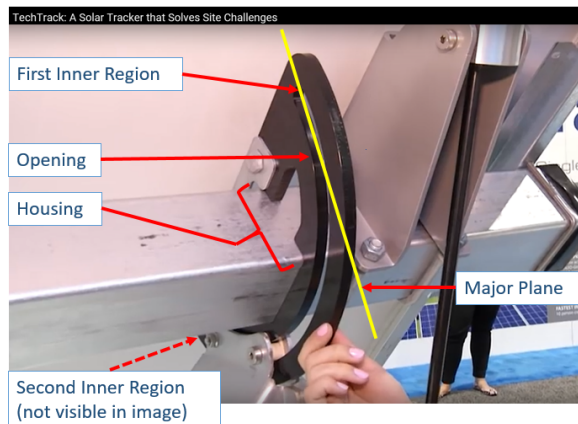 TechTrack: A Solar Tracker that Solves Site Challenges
First Inner Region
Opening
Housing
Major Plane
Second Inner Region
(not visible in image)